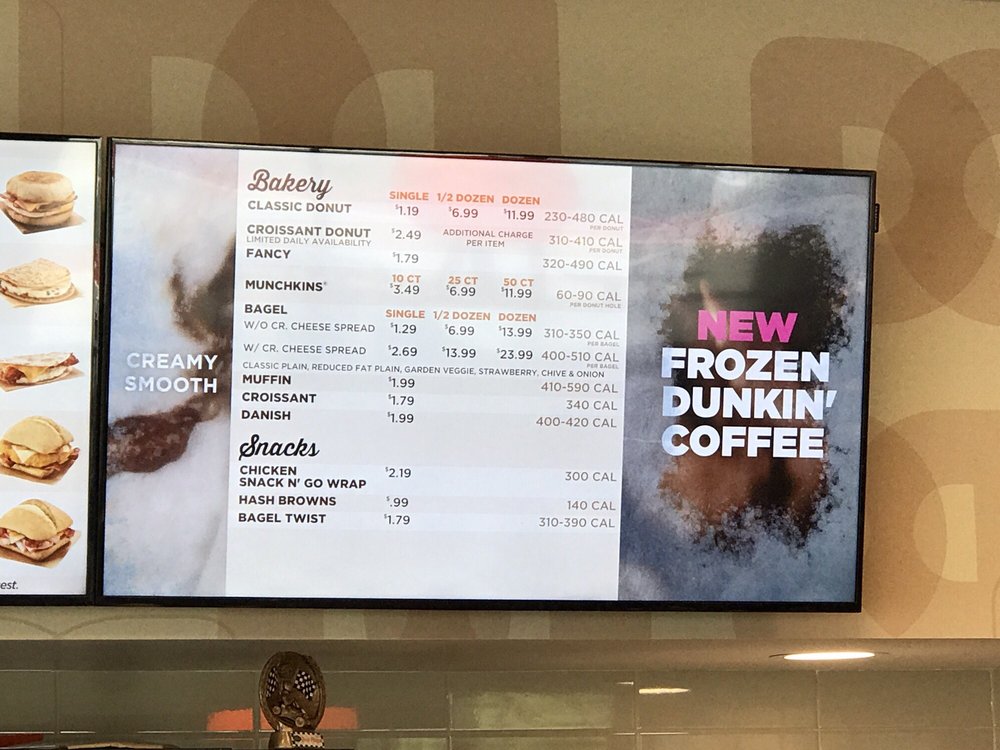 Bakery
SINGLE 1/2 DOZEN DOZEN
CLASSIC DONUT $1.19 $6.99 $11.99 230-480 CAL
PER DONUT
CROISSANT DONUT $2.49 ADDITIONAL CHARGE PER ITEM 310-410 CAL
LIMITED DAILY AVAILABILITY PER DONUT
FANCY $1.79 320-490 CAL
10 CT 25 CT 50 CT
MUNCHKINS® $3.49 $6.99 $11.99 60-90 CAL
PER DONUT HOLE
BAGEL SINGLE 1/2 DOZEN DOZEN
W/O CR. CHEESE SPREAD $1.29 $6.99 $13.99 310-350 CAL
PER BAGEL
W/ CR. CHEESE SPREAD $2.69 $13.99 $23.99 400-510 CAL
PER BAGEL
CLASSIC PLAIN, REDUCED FAT PLAIN, GARDEN VEGGIE, STRAWBERRY, CHIVE & ONION
MUFFIN $1.99 410-590 CAL
CROISSANT $1.79 340 CAL
DANISH $1.99 400-420 CAL
Snacks
CHICKEN
SNACK N' GO WRAP $2.19 300 CAL
HASH BROWNS $.99 140 CAL
BAGEL TWIST $1.79 310-390 CAL
CREAMY
SMOOTH
NEW
FROZEN
DUNKIN'
COFFEE
est.